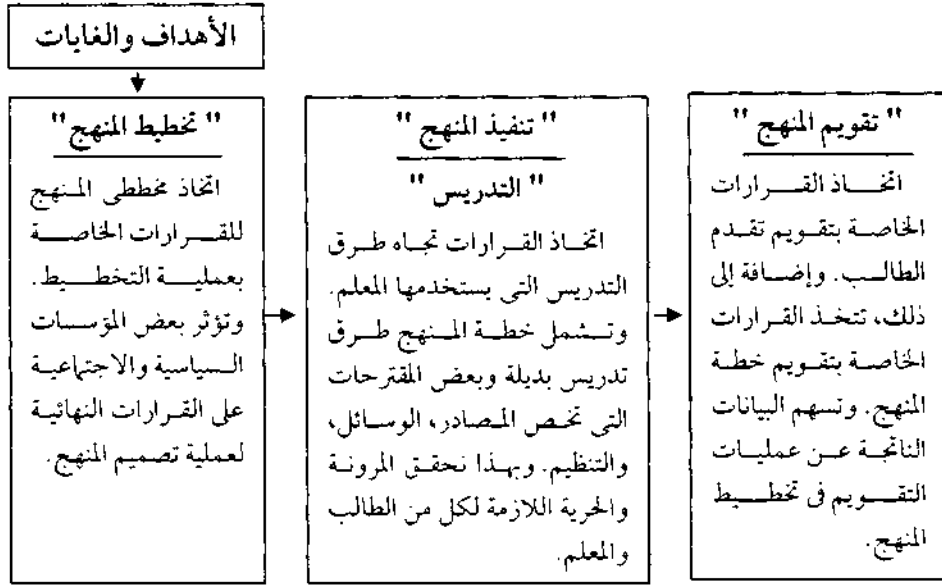 الأهداف والغايات
" تخطيط المنهج "
اتخاذ مخططى المنهج
للقرارات الخاصة
بعملية التخطيط.
وتؤثر بعض المؤسسات
السياسية والاجتماعية
على القرارات النهائية
لعملية تصميم المنهج.
" تنفيذ المنهج "
" التدريس "
اتخاذ القرارات تجاه طرق
التدريس التى يستخدمها المعلم.
وتشمل خطة المنهج طرق
تدريس بديلة وبعض المقترحات
التى تخص المصادر، الوسائل،
والتنظيم. وبهذا نحقق المرونة
والحرية اللازمة لكل من الطالب
والمعلم.
" تقويم المنهج "
اتخاذ القرارات
الخاصة بتقويم تقدم
الطالب. وإضافة إلى
ذلك، تتخذ القرارات
الخاصة بتقويم خطة
المنهج. وتسهم البيانات
الناتجة عن عمليات
التقويم فى تخطيط
المنهج.